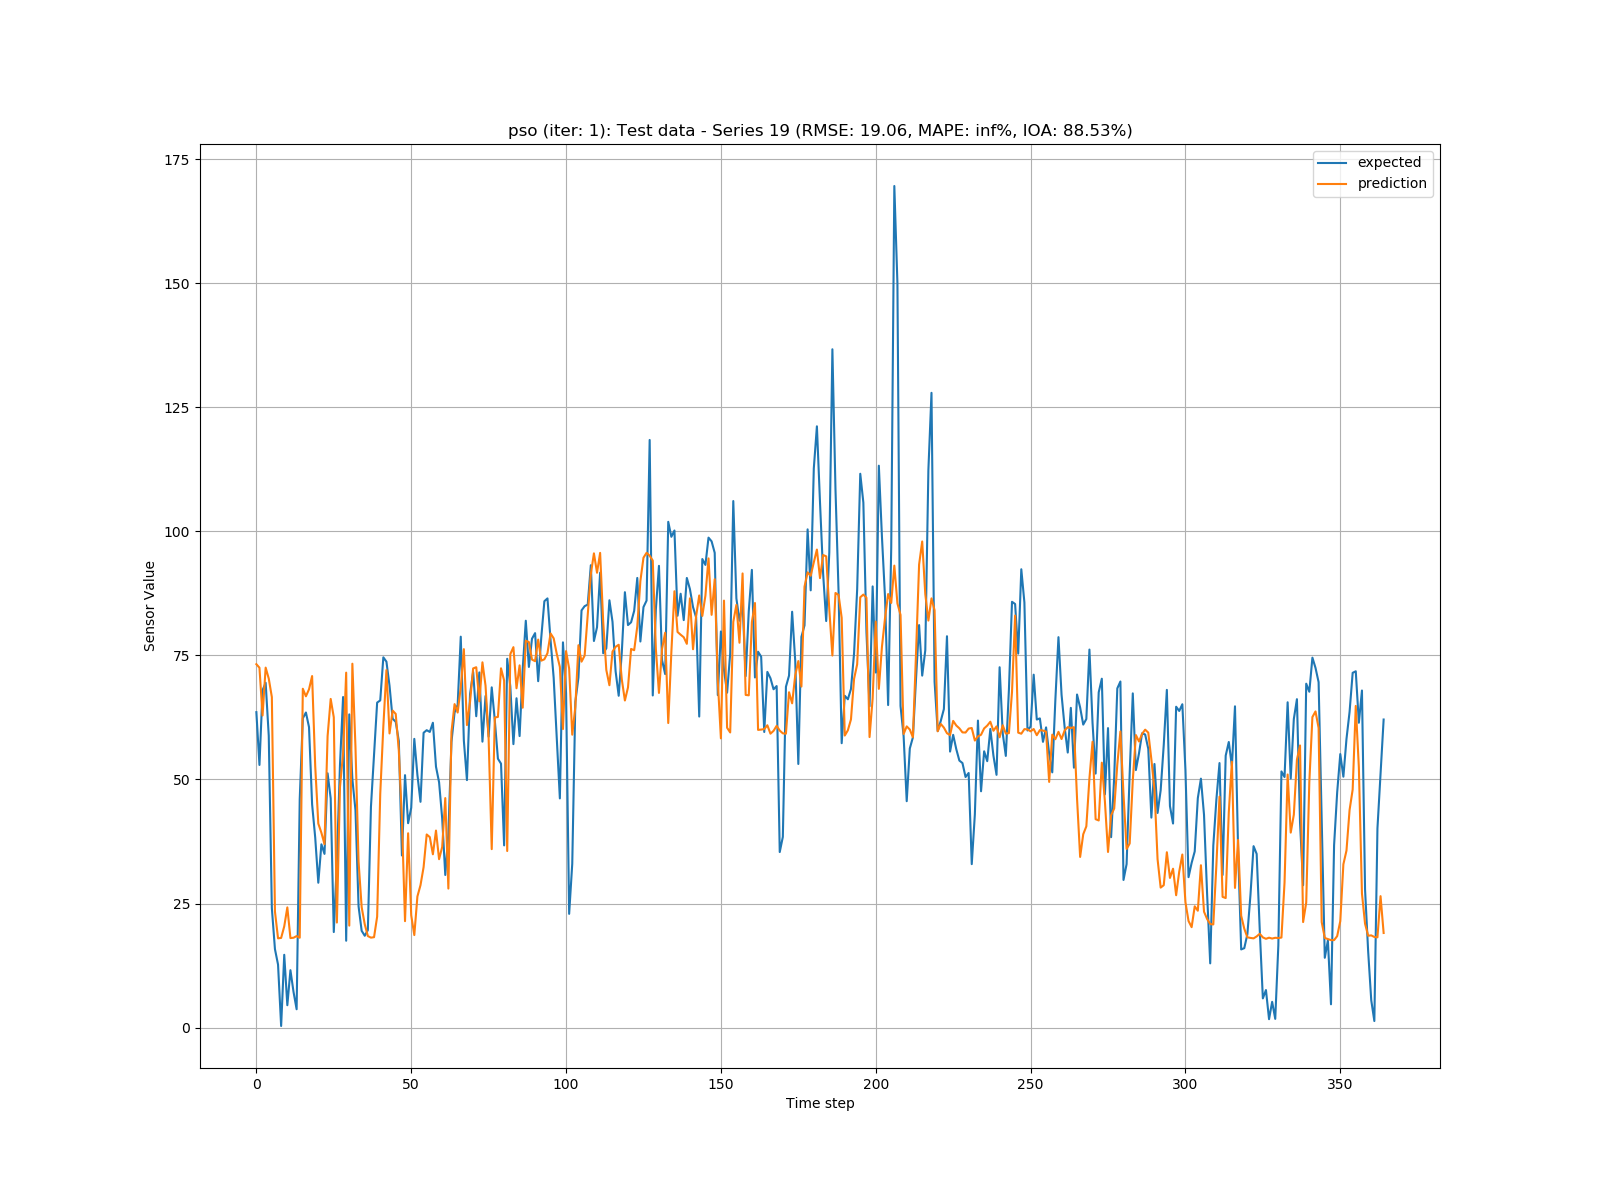 pso (iter: 1): Test data - Series 19 (RMSE: 19.06, MAPE: inf%, IOA: 88.53%)
expected
prediction
175
150
125
100
75
50
25
0
Sensor Value
0 50 100 150 200 250 300 350
Time step